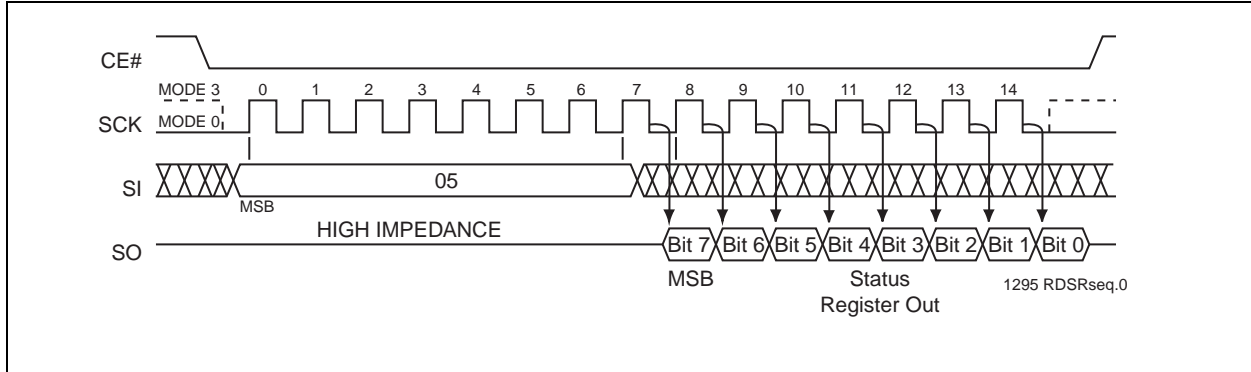 CE#
MODE 3 0 1 2 3 4 5 6 7 8 9 10 11 12 13 14
SCK MODE 0
SI 05
MSB
HIGH IMPEDANCE
SO Bit 7 Bit 6 Bit 5 Bit 4 Bit 3 Bit 2 Bit 1 Bit 0
MSB Status
Register Out
1295 RDSRseq.0